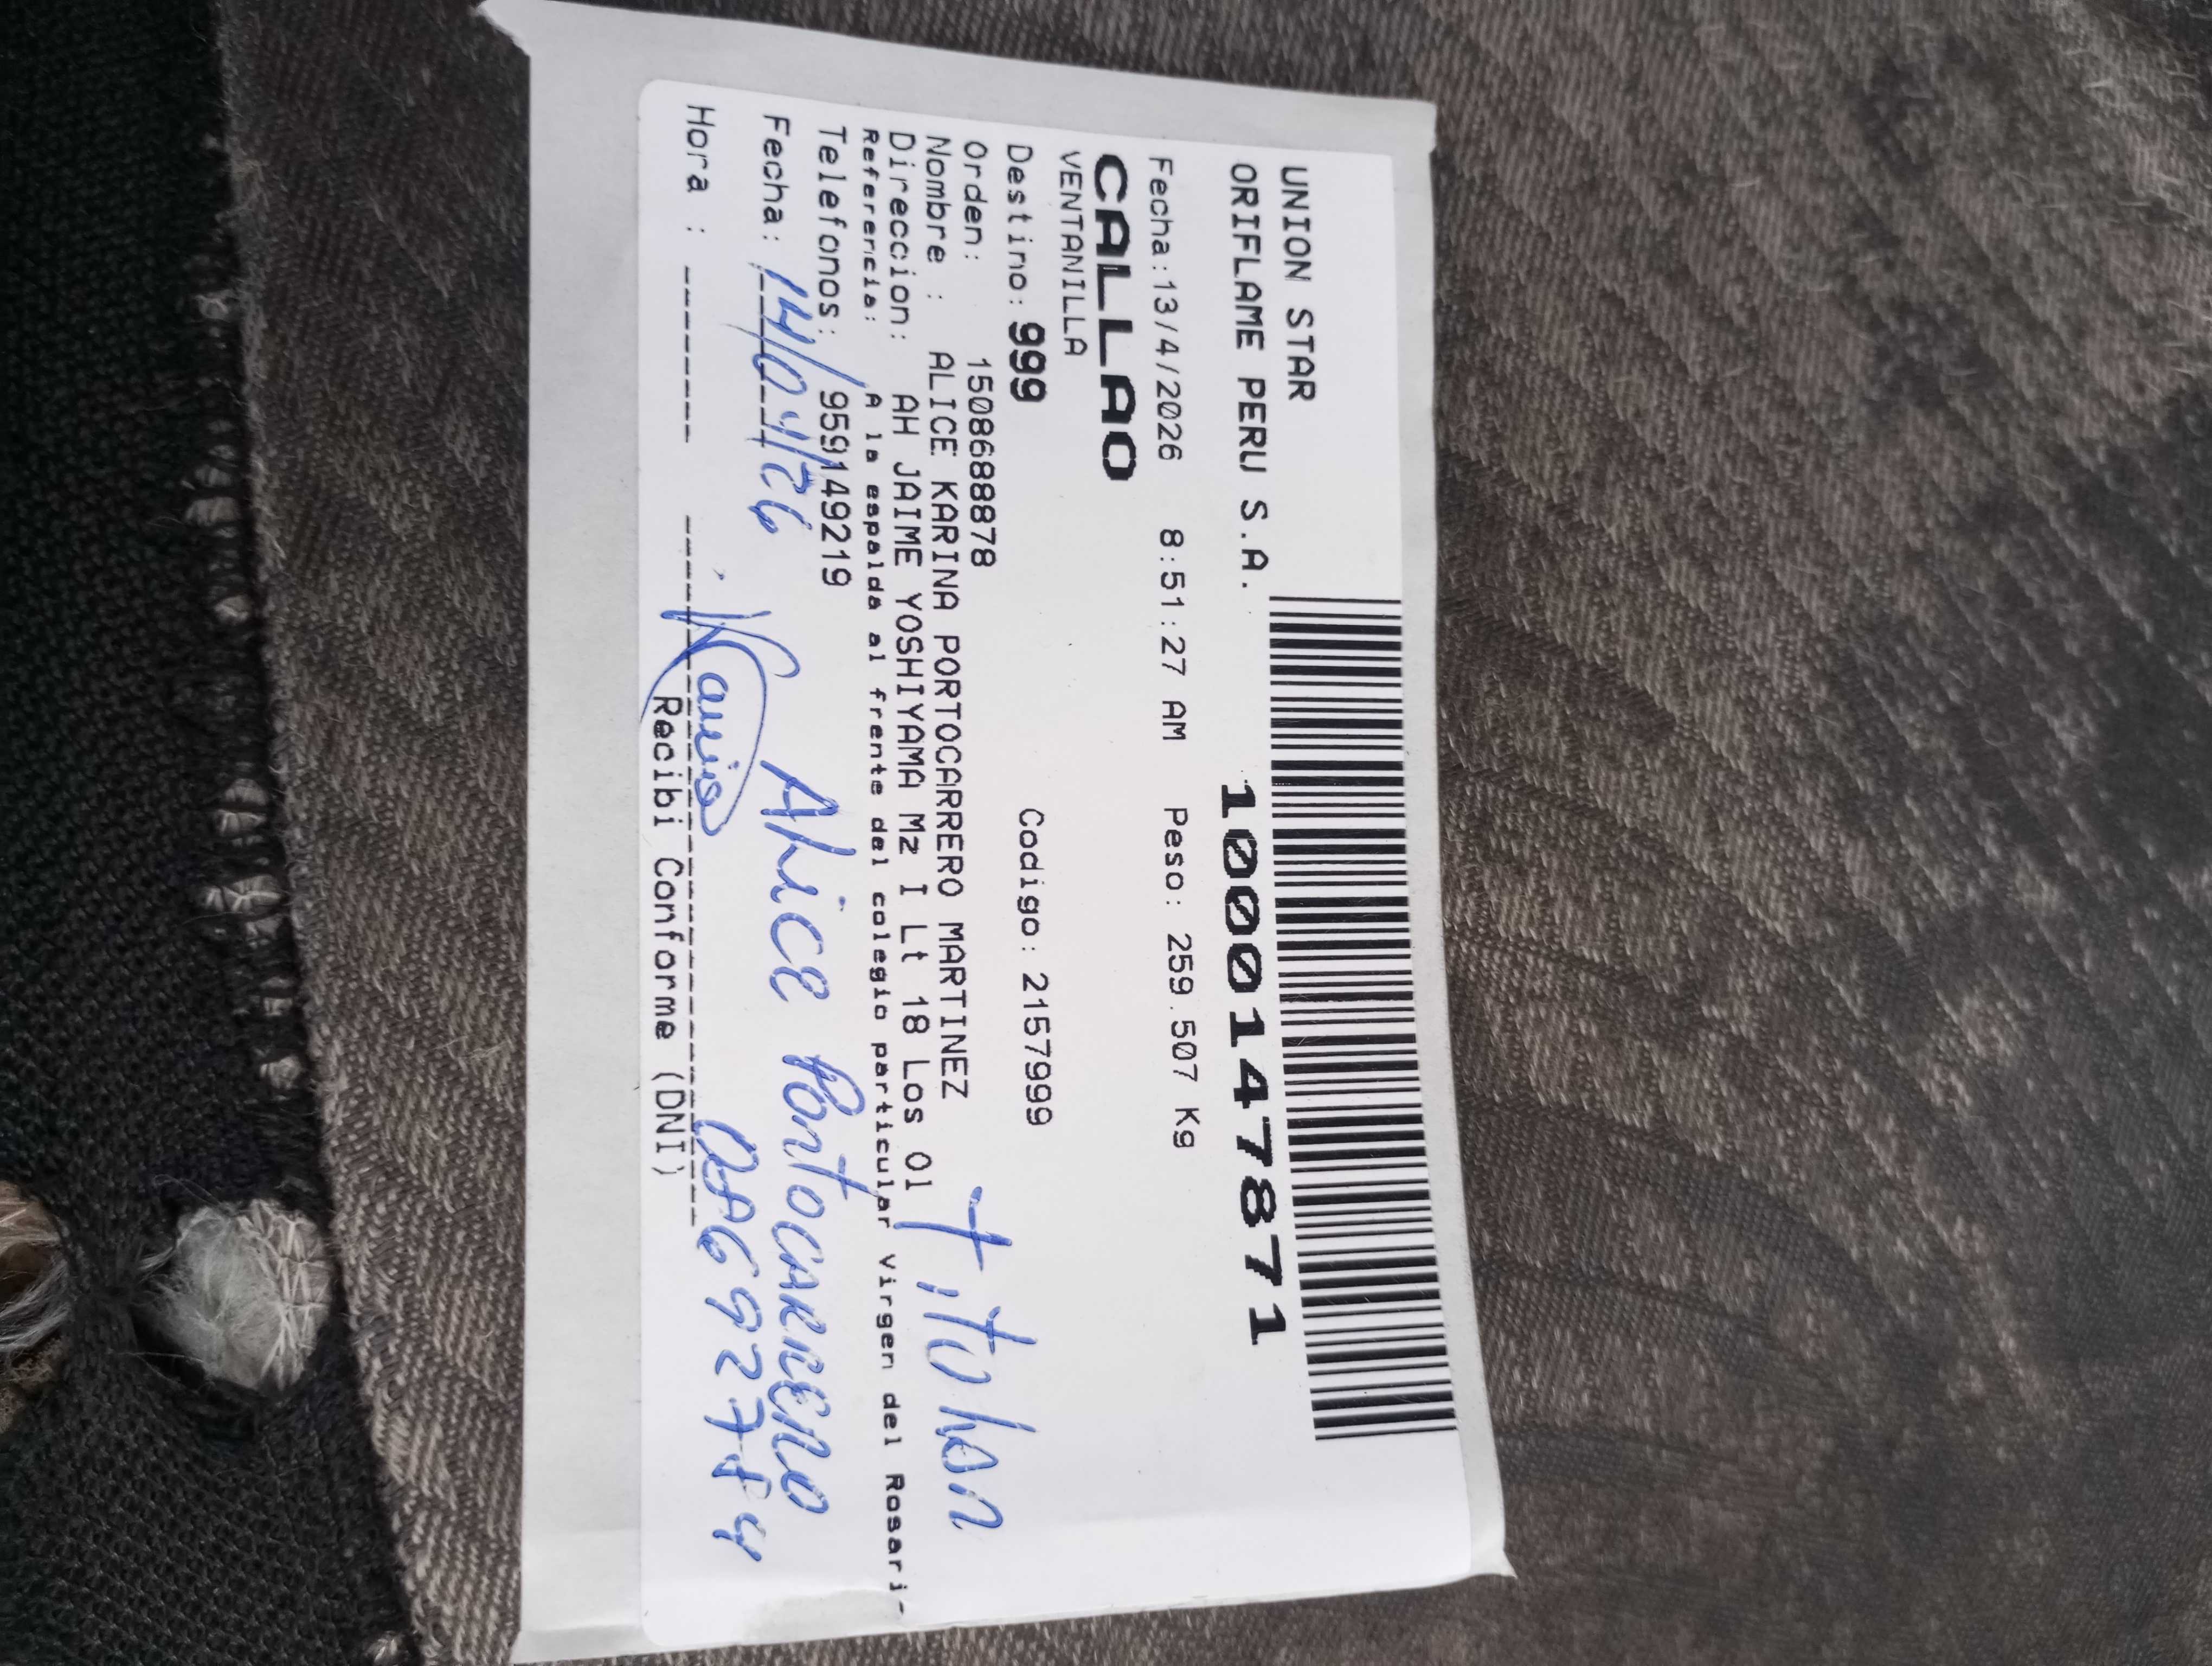 UNION STAR
ORIFLAME PERU S.A. 1000147871
Fecha:13/4/2026 8:51:27 AM Peso: 259.507 Kg
CALLAO
VENTANILLA
Destino: 999 Codigo: 2157999
Orden: 1508688878
Nombre : ALICE KARINA PORTOCARRERO MARTINEZ
Direccion: AH JAIME YOSHIYAMA Mz I Lt 18 Los Ol
Referencia: A la espalda al frente del colegio particular virgen del Rosari-
Telefonos: 959149219
Fecha: 14/04/26 Alice Portocarrero
Hora :
Recibi Conforme (DNI)